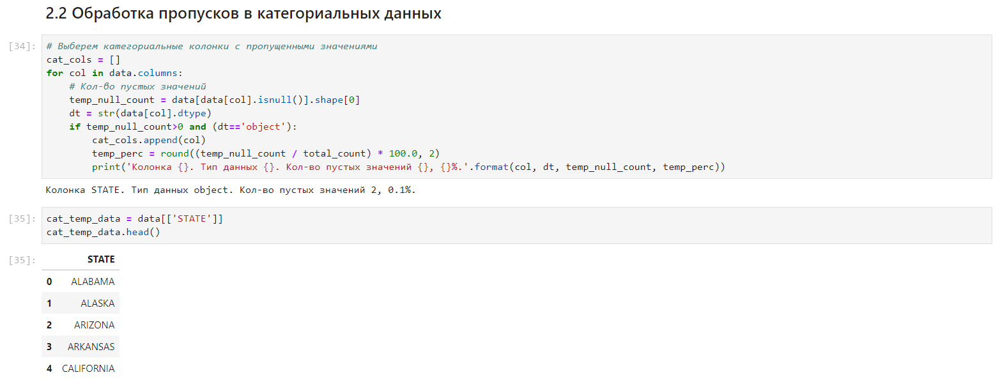 2.2 Обработка пропусков в категориальных данных
[34]:
# Выберем категориальные колонки с пропущенными значениями
cat_cols = []
for col in data.columns:
    # Кол-во пустых значений
    temp_null_count = data[data[col].isnull()].shape[0]
    dt = str(data[col].dtype)
    if temp_null_count>0 and (dt=='object'):
        cat_cols.append(col)
        temp_perc = round((temp_null_count / total_count) * 100.0, 2)
        print('Колонка {}. Тип данных {}. Кол-во пустых значений {}, {}%.'.format(col, dt, temp_null_count, temp_perc))
Колонка STATE. Тип данных object. Кол-во пустых значений 2, 0.1%.
[35]:
cat_temp_data = data[['STATE']]
cat_temp_data.head()
[35]:
STATE
0 ALABAMA
1 ALASKA
2 ARIZONA
3 ARKANSAS
4 CALIFORNIA